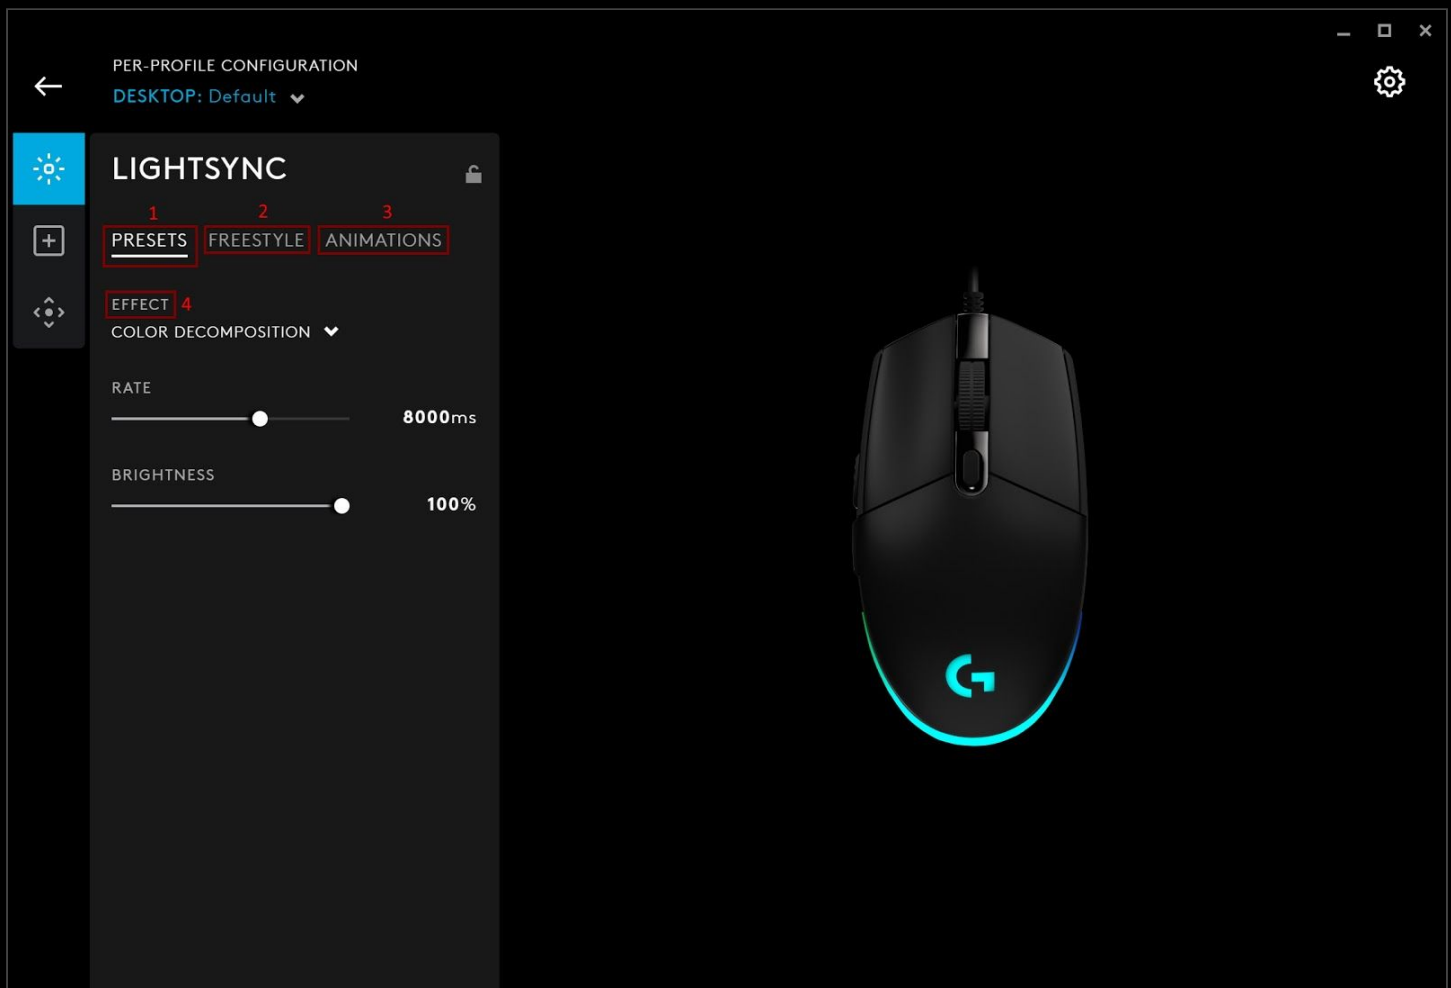 PER-PROFILE CONFIGURATION
DESKTOP: Default
LIGHTSYNC
1 2 3
PRESETS FREESTYLE ANIMATIONS
EFFECT 4
COLOR DECOMPOSITION
RATE
8000ms
BRIGHTNESS
100%
G